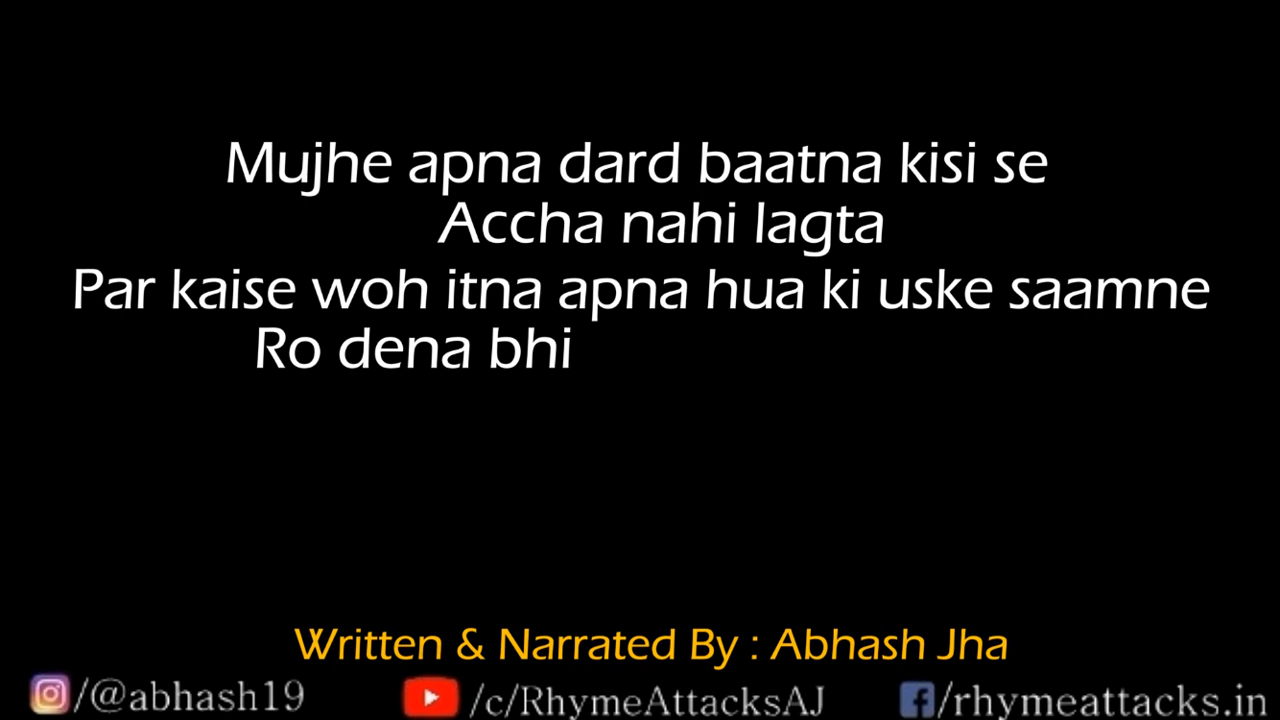 Mujhe apna dard baatna kisi se
Accha nahi lagta
Par kaise woh itna apna hua ki uske saamne
Ro dena bhi
Written & Narrated By : Abhash Jha
/@abhash19 /c/RhymeAttacksAJ /rhymeattacks.in